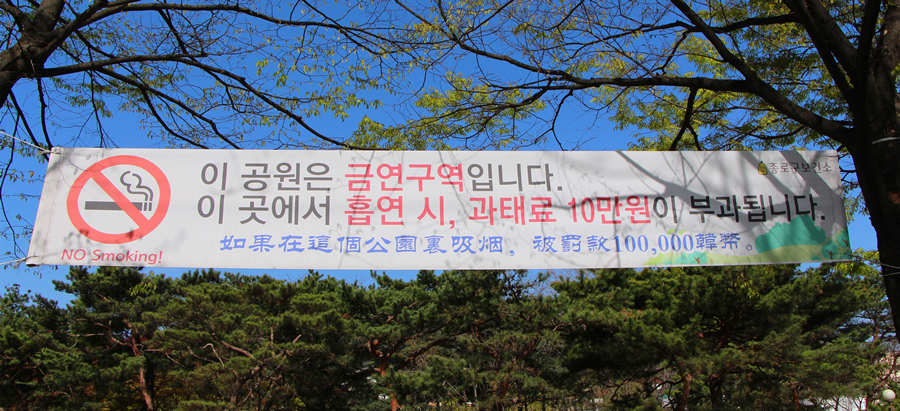 종로구보건소
이 공원은 금연구역입니다.
이 곳에서 흡연 시, 과태료 10만원이 부과됩니다.
NO Smoking!
如果在這個公園裏吸烟，被罰款100,000韓幣。